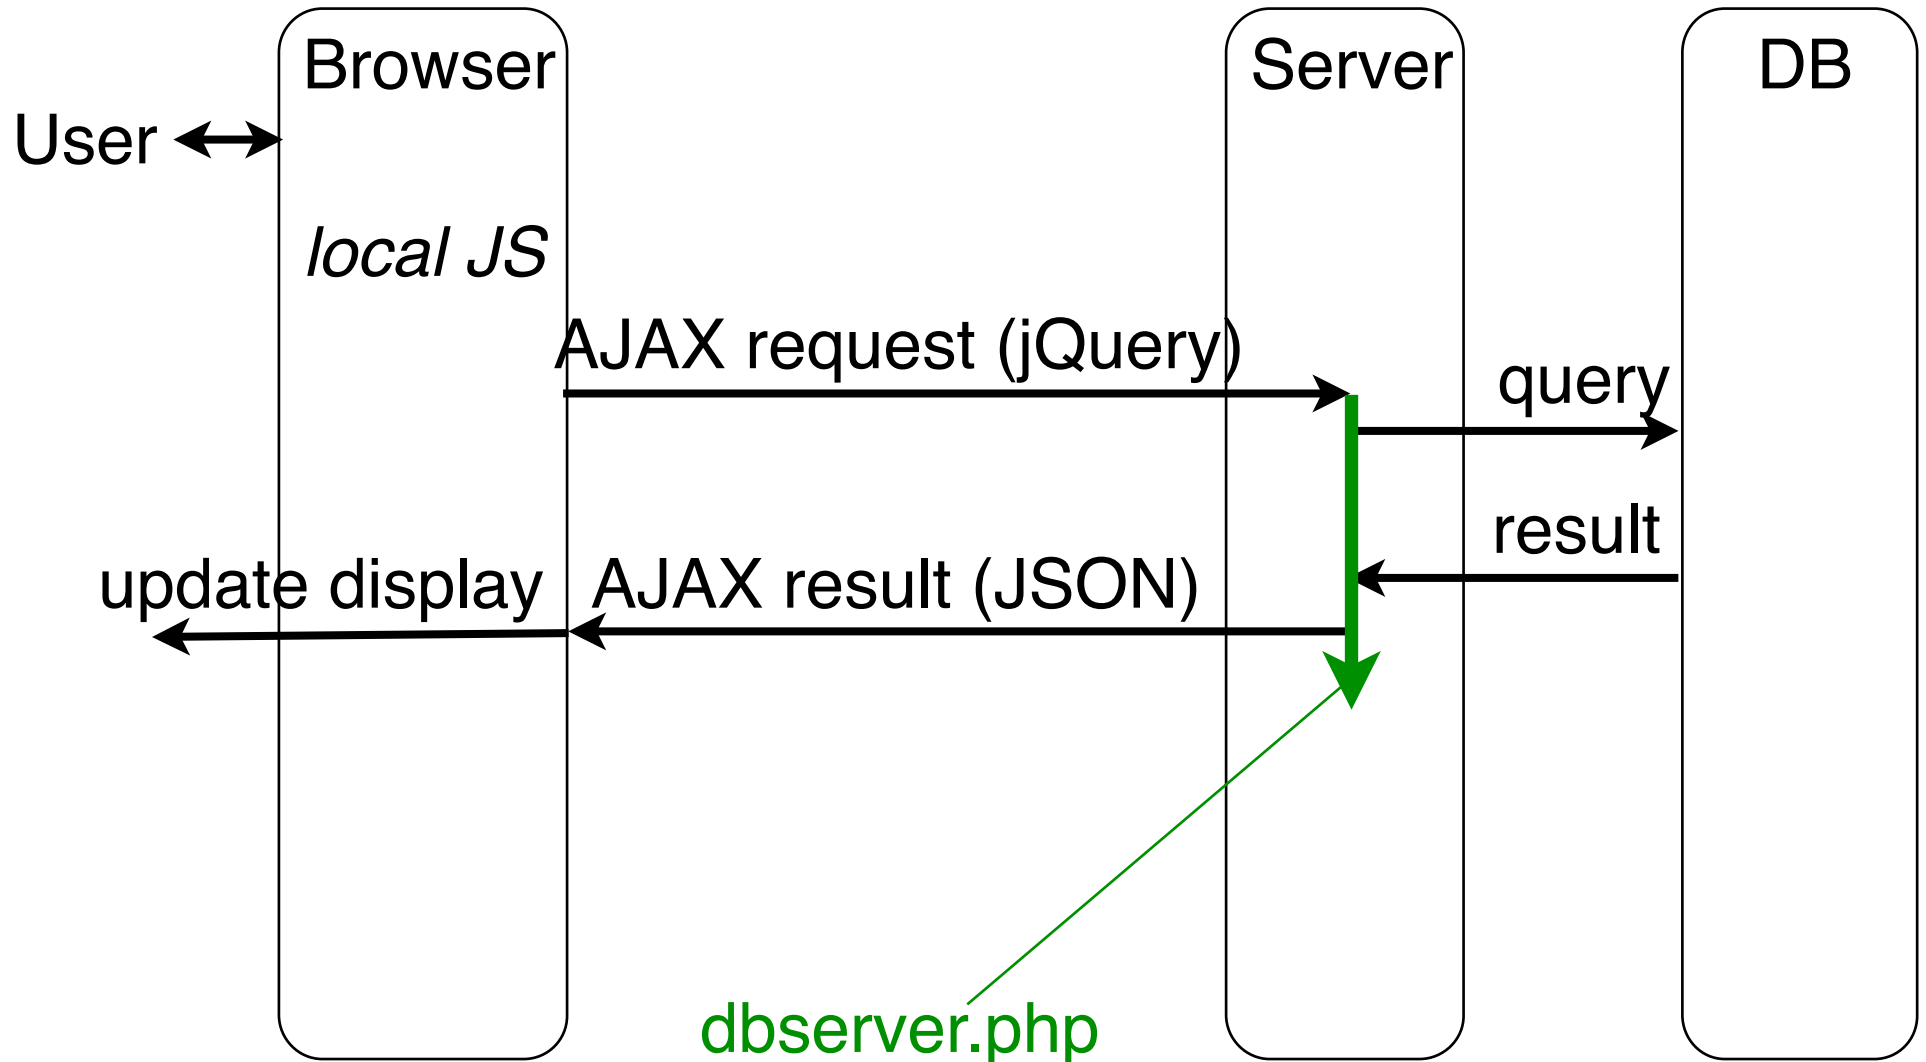 Browser
Server
DB
User
local JS
AJAX request (jQuery)
query
result
update display
AJAX result (JSON)
dbserver.php